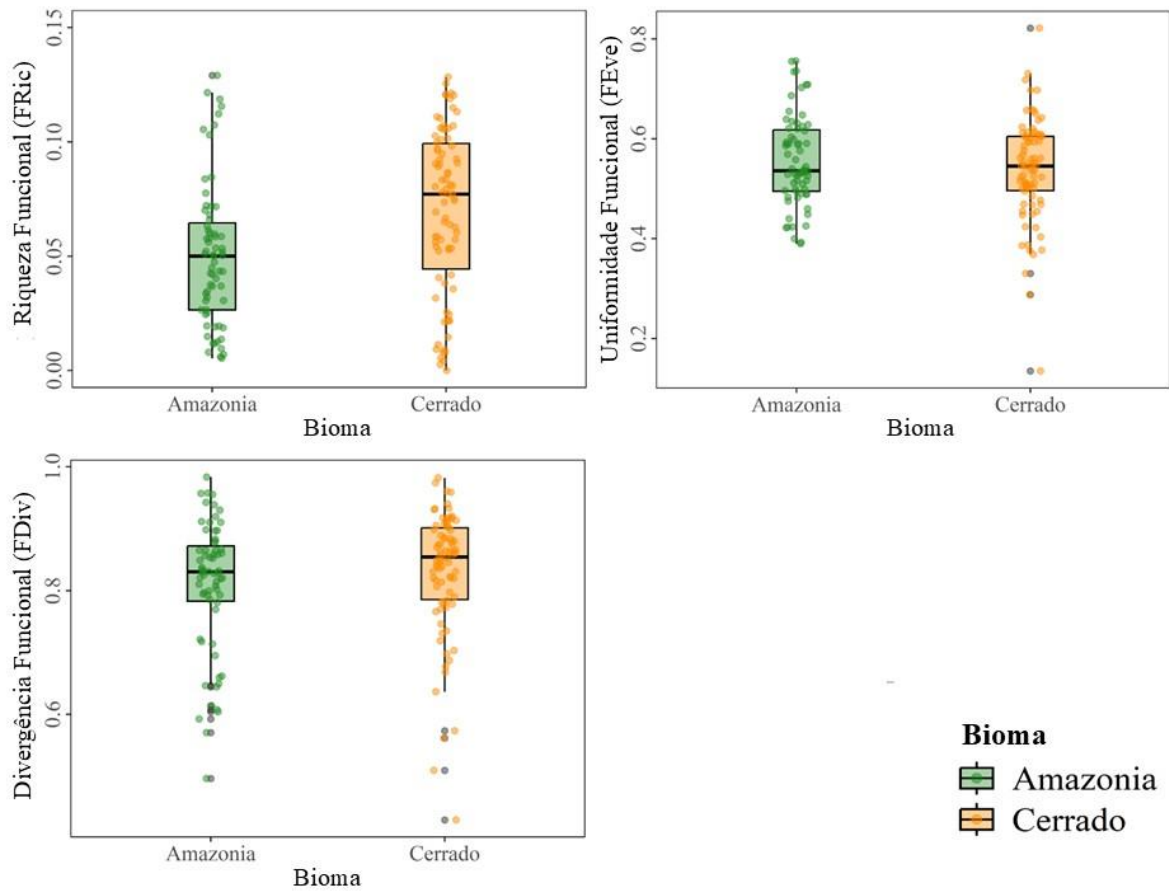 Riqueza Funcional (FRic)
0.15
0.10
0.05
0.00
Amazonia
Cerrado
Bioma
Uniformidade Funcional (FEve)
0.8
0.6
0.4
0.2
Amazonia
Cerrado
Bioma
Divergência Funcional (FDiv)
1.0
0.8
0.6
Amazonia
Cerrado
Bioma
Bioma
Amazonia
Cerrado